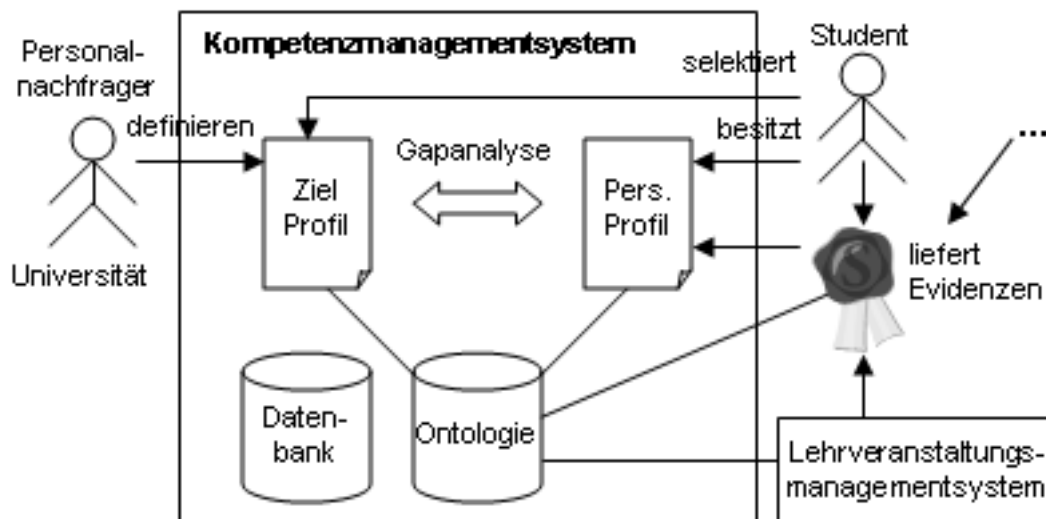 Kompetenzmanagementsystem
Personal-
nachfrager
Student
selektiert
definieren
besitzt
...
Gapanalyse
Ziel
Profil
Pers.
Profil
Universität
S
liefert
Evidenzen
Daten-
bank
Ontologie
Lehrveranstaltungs-
managementsystem